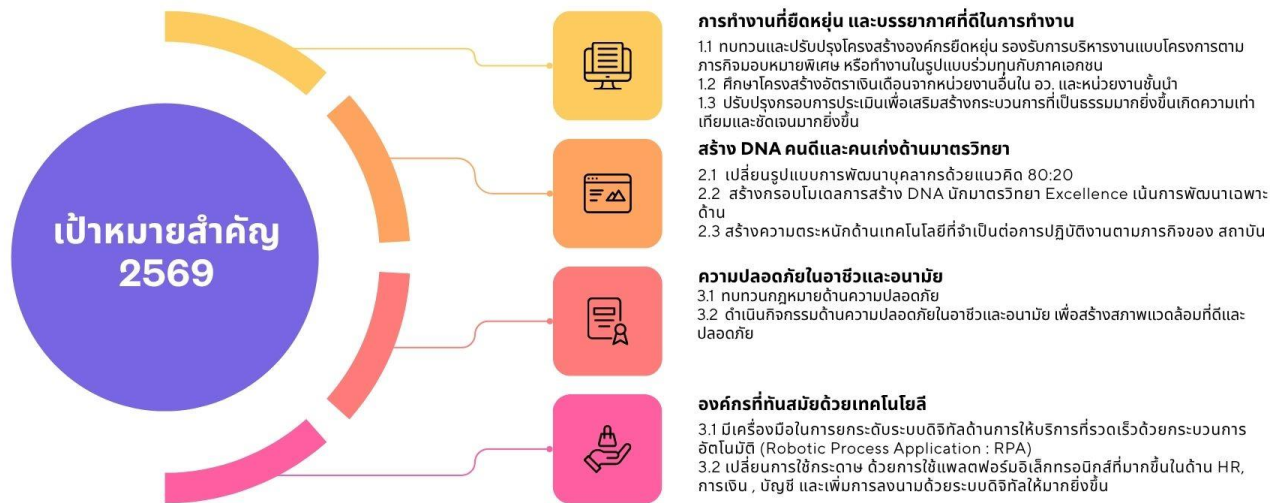 เป้าหมายสำคัญ
2569
การทำงานที่ยืดหยุ่น และบรรยากาศที่ดีในการทำงาน
1.1 ทบทวนและปรับปรุงโครงสร้างองค์กรยืดหยุ่น รองรับการบริหารงานแบบโครงการตาม
ภารกิจมอบหมายพิเศษ หรือทำงานในรูปแบบร่วมทุนกับภาคเอกชน
1.2 ศึกษาโครงสร้างอัตราเงินเดือนจากหน่วยงานอื่นใน อว. และหน่วยงานชั้นนำ
1.3 ปรับปรุงกรอบการประเมินเพื่อเสริมสร้างกระบวนการที่เป็นธรรมมากยิ่งขึ้นเกิดความเท่า
เทียมและชัดเจนมากยิ่งขึ้น
สร้าง DNA คนดีและคนเก่งด้านมาตรวิทยา
2.1 เปลี่ยนรูปแบบการพัฒนาบุคลากรด้วยแนวคิด 80:20
2.2 สร้างกรอบโมเดลการสร้าง DNA นักมาตรวิทยา Excellence เน้นการพัฒนาเฉพาะ
ด้าน
2.3 สร้างความตระหนักด้านเทคโนโลยีที่จำเป็นต่อการปฏิบัติงานตามภารกิจของ สถาบัน
ความปลอดภัยในอาชีวและอนามัย
3.1 ทบทวนกฎหมายด้านความปลอดภัย
3.2 ดำเนินกิจกรรมด้านความปลอดภัยในอาชีวและอนามัย เพื่อสร้างสภาพแวดล้อมที่ดีและ
ปลอดภัย
องค์กรที่ทันสมัยด้วยเทคโนโยลี
3.1 มีเครื่องมือในการยกระดับระบบดิจิทัลด้านการให้บริการที่รวดเร็วด้วยกระบวนการ
อัตโนมัติ (Robotic Process Application : RPA)
3.2 เปลี่ยนการใช้กระดาษ ด้วยการใช้แพลตฟอร์มอิเล็กทรอนิกส์ที่มากขึ้นในด้าน HR,
การเงิน , บัญชี และเพิ่มการลงนามด้วยระบบดิจิทัลให้มากยิ่งขึ้น